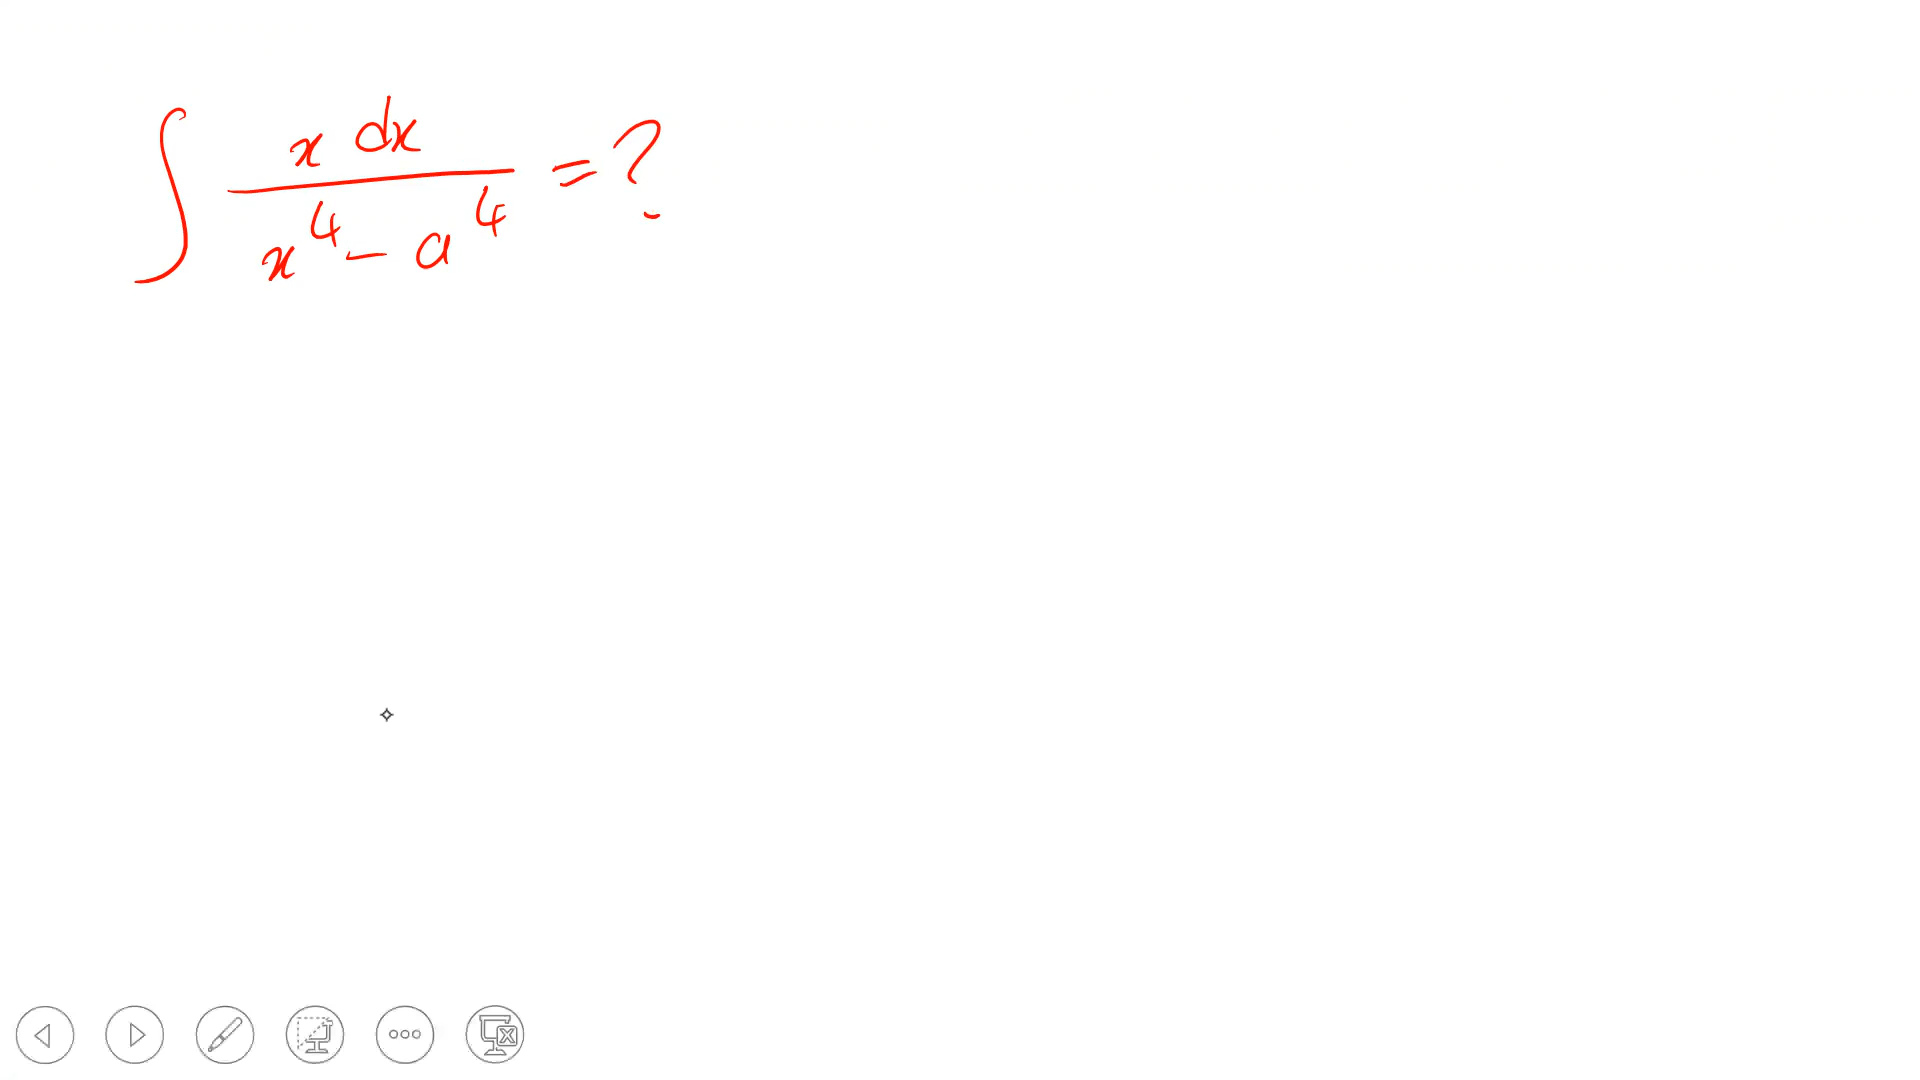 ∫ x dx / (x⁴ - a⁴) = ?